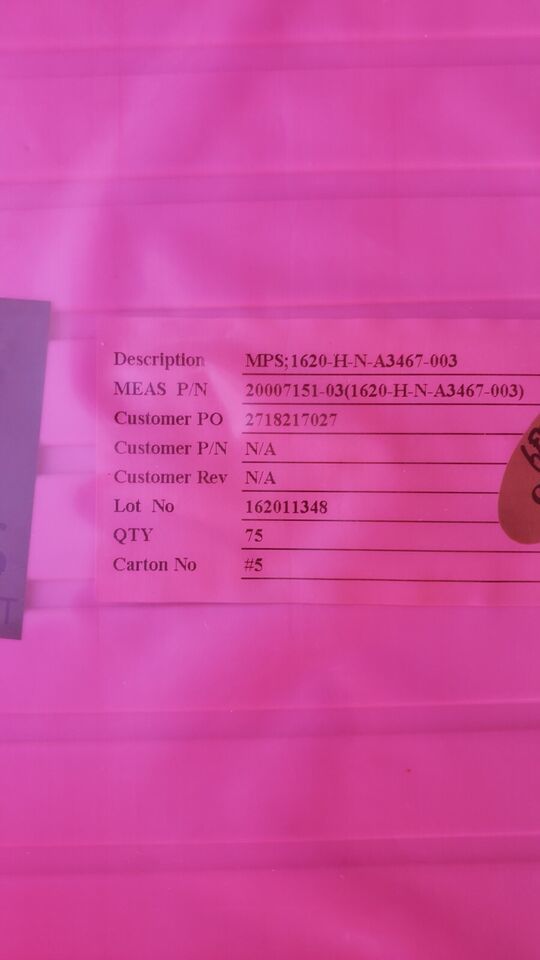 Description MPS;1620-H-N-A3467-003
MEAS P/N 20007151-03(1620-H-N-A3467-003)
Customer PO 2718217027
Customer P/N N/A
Customer Rev N/A
Lot No 162011348
QTY 75
Carton No #5